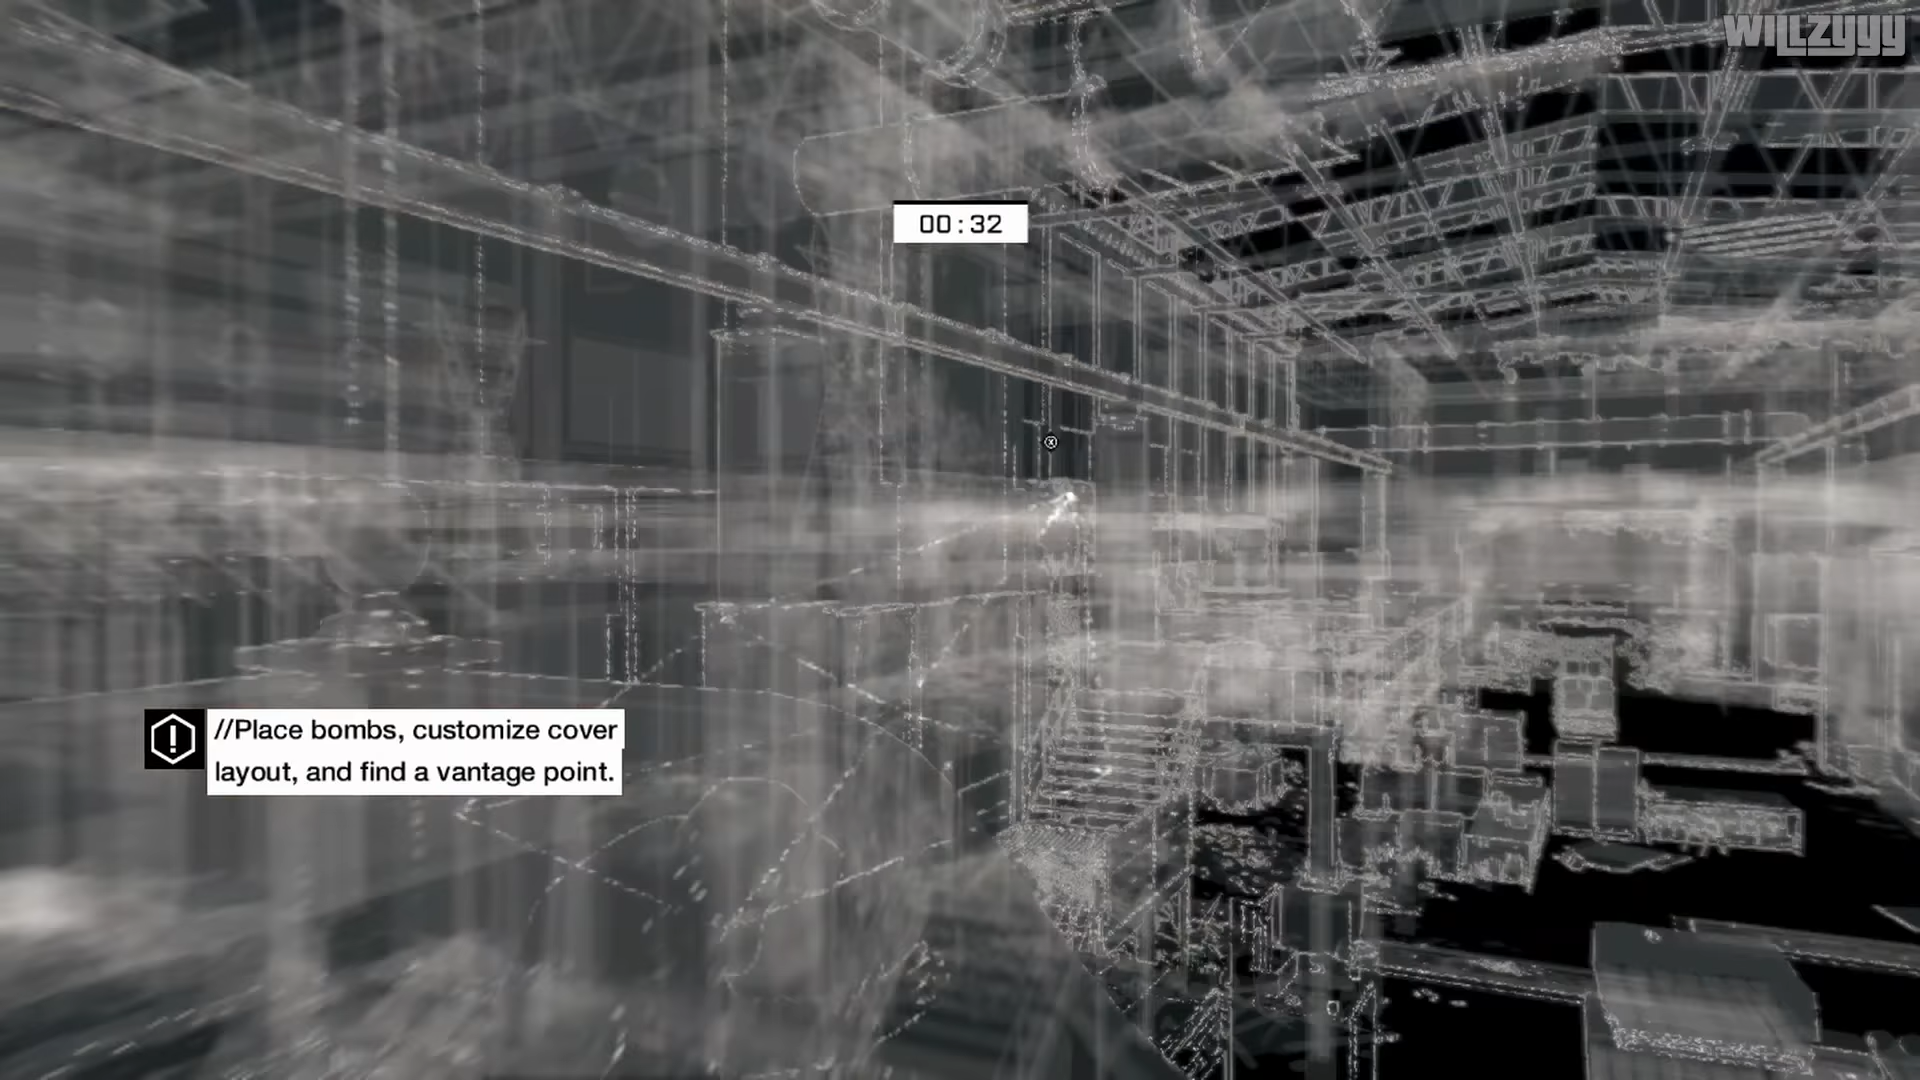 WiLLZyyy
00:32
//Place bombs, customize cover
layout, and find a vantage point.